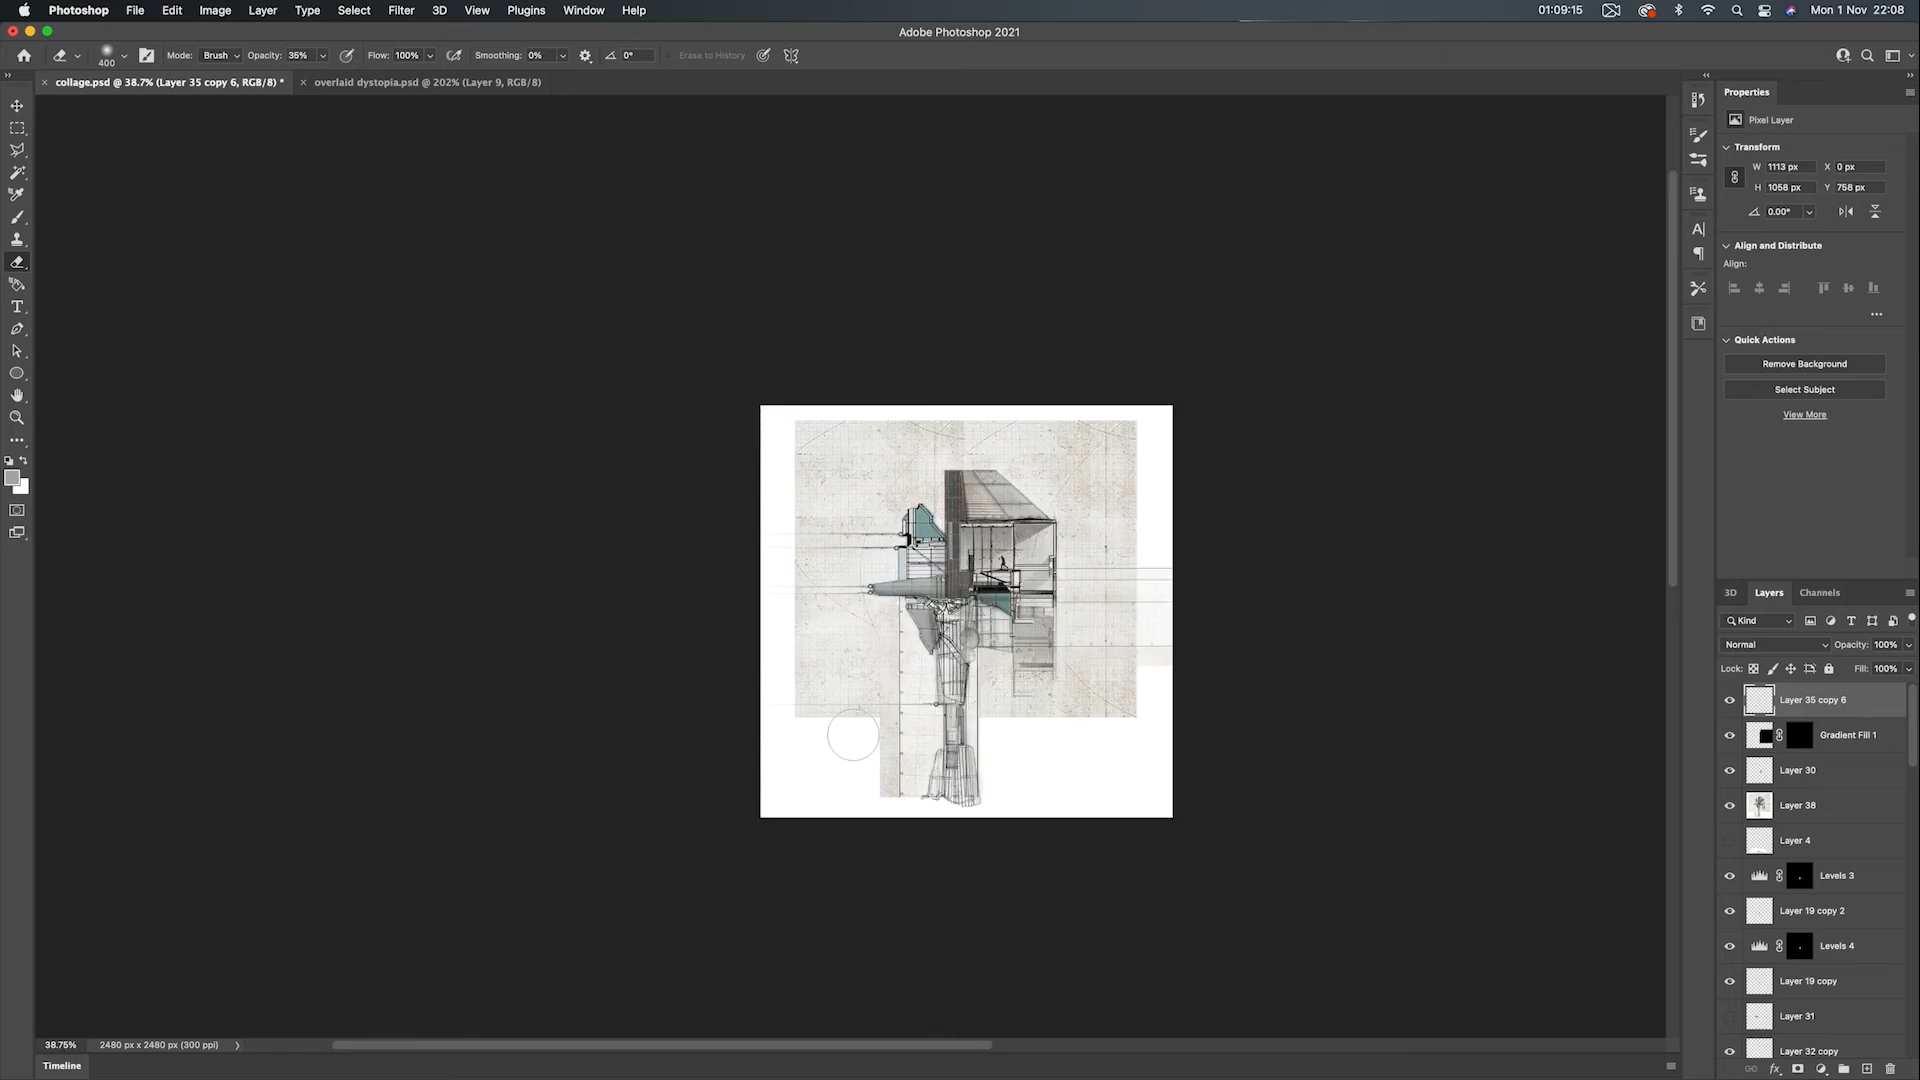 Photoshop File Edit Image Layer Type Select Filter 3D View Plugins Window Help 01:09:15 Mon 1 Nov 22:08
Adobe Photoshop 2021
400 Mode: Brush Opacity: 35% Flow: 100% Smoothing: 0% 0° Erase to History
collage.psd @ 38.7% (Layer 35 copy 6, RGB/8) * overlaid dystopia.psd @ 202% (Layer 9, RGB/8)
Properties
Pixel Layer
Transform
W 1113 px X 0 px
H 1058 px Y 758 px
0.00°
Align and Distribute
Align:
Quick Actions
Remove Background
Select Subject
View More
3D Layers Channels
Kind
Normal Opacity: 100%
Lock: Fill: 100%
Layer 35 copy 6
Gradient Fill 1
Layer 30
Layer 38
Layer 4
Levels 3
Layer 19 copy 2
Levels 4
Layer 19 copy
Layer 31
Layer 32 copy
38.75% 2480 px x 2480 px (300 ppi)
Timeline